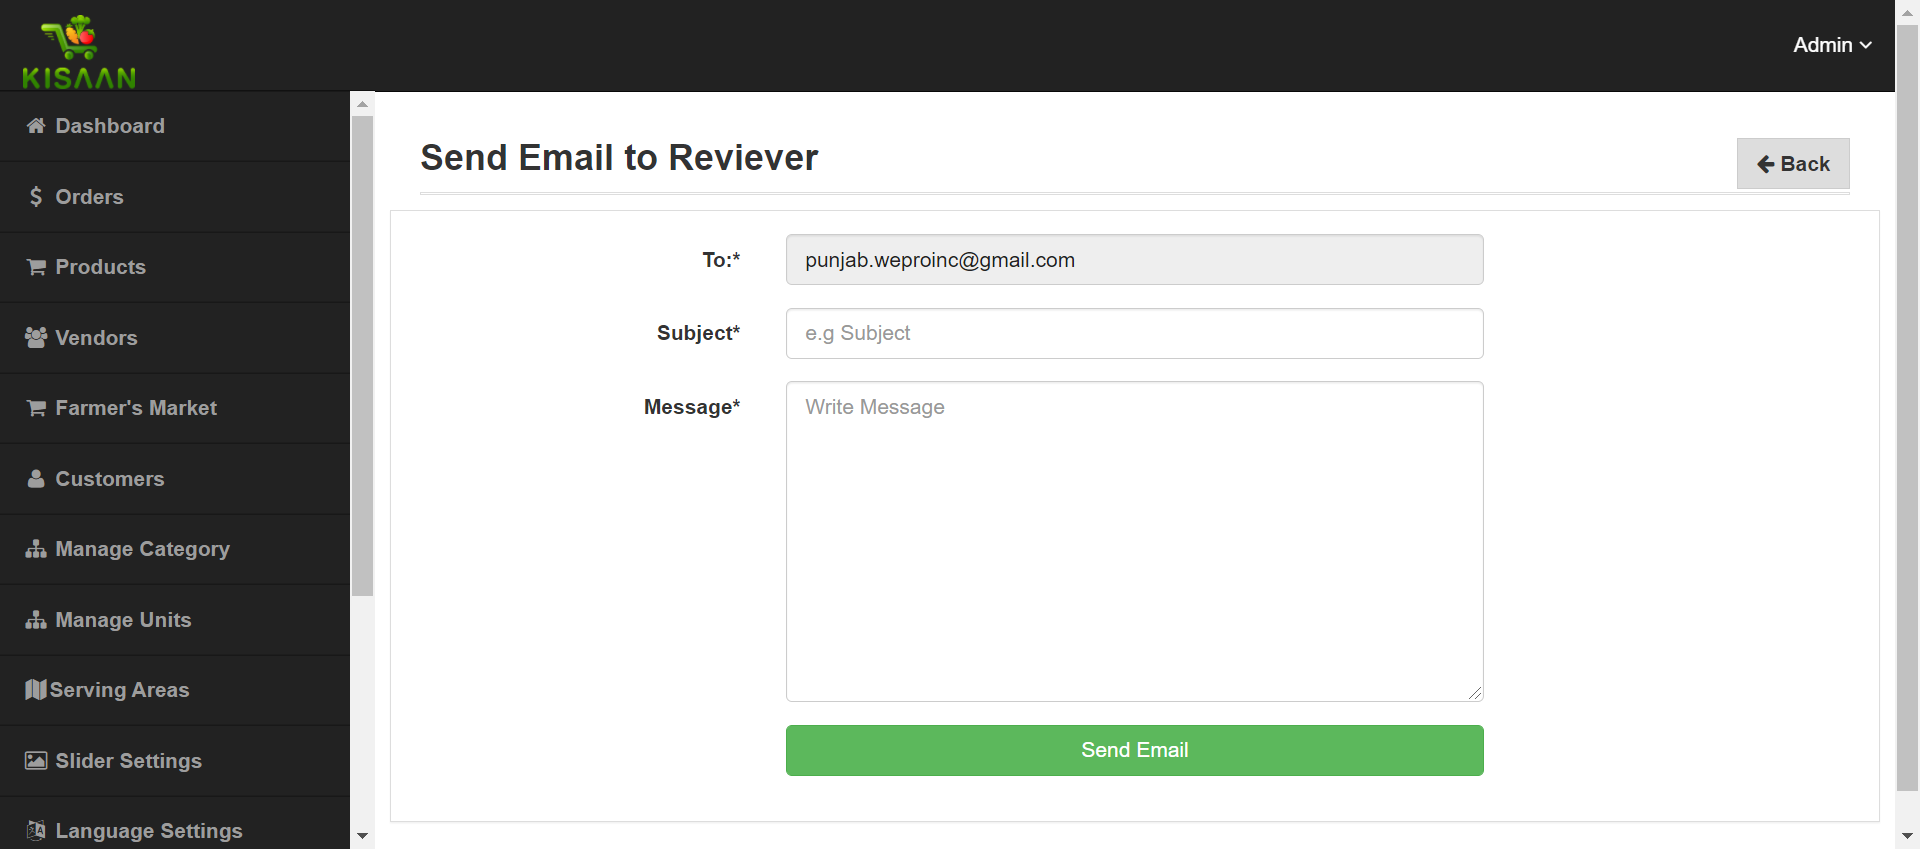 KISAAN
Admin
Dashboard
Orders
Products
Vendors
Farmer's Market
Customers
Manage Category
Manage Units
Serving Areas
Slider Settings
Language Settings
Send Email to Reviever
Back
To:*
punjab.weproinc@gmail.com
Subject*
e.g Subject
Message*
Write Message
Send Email